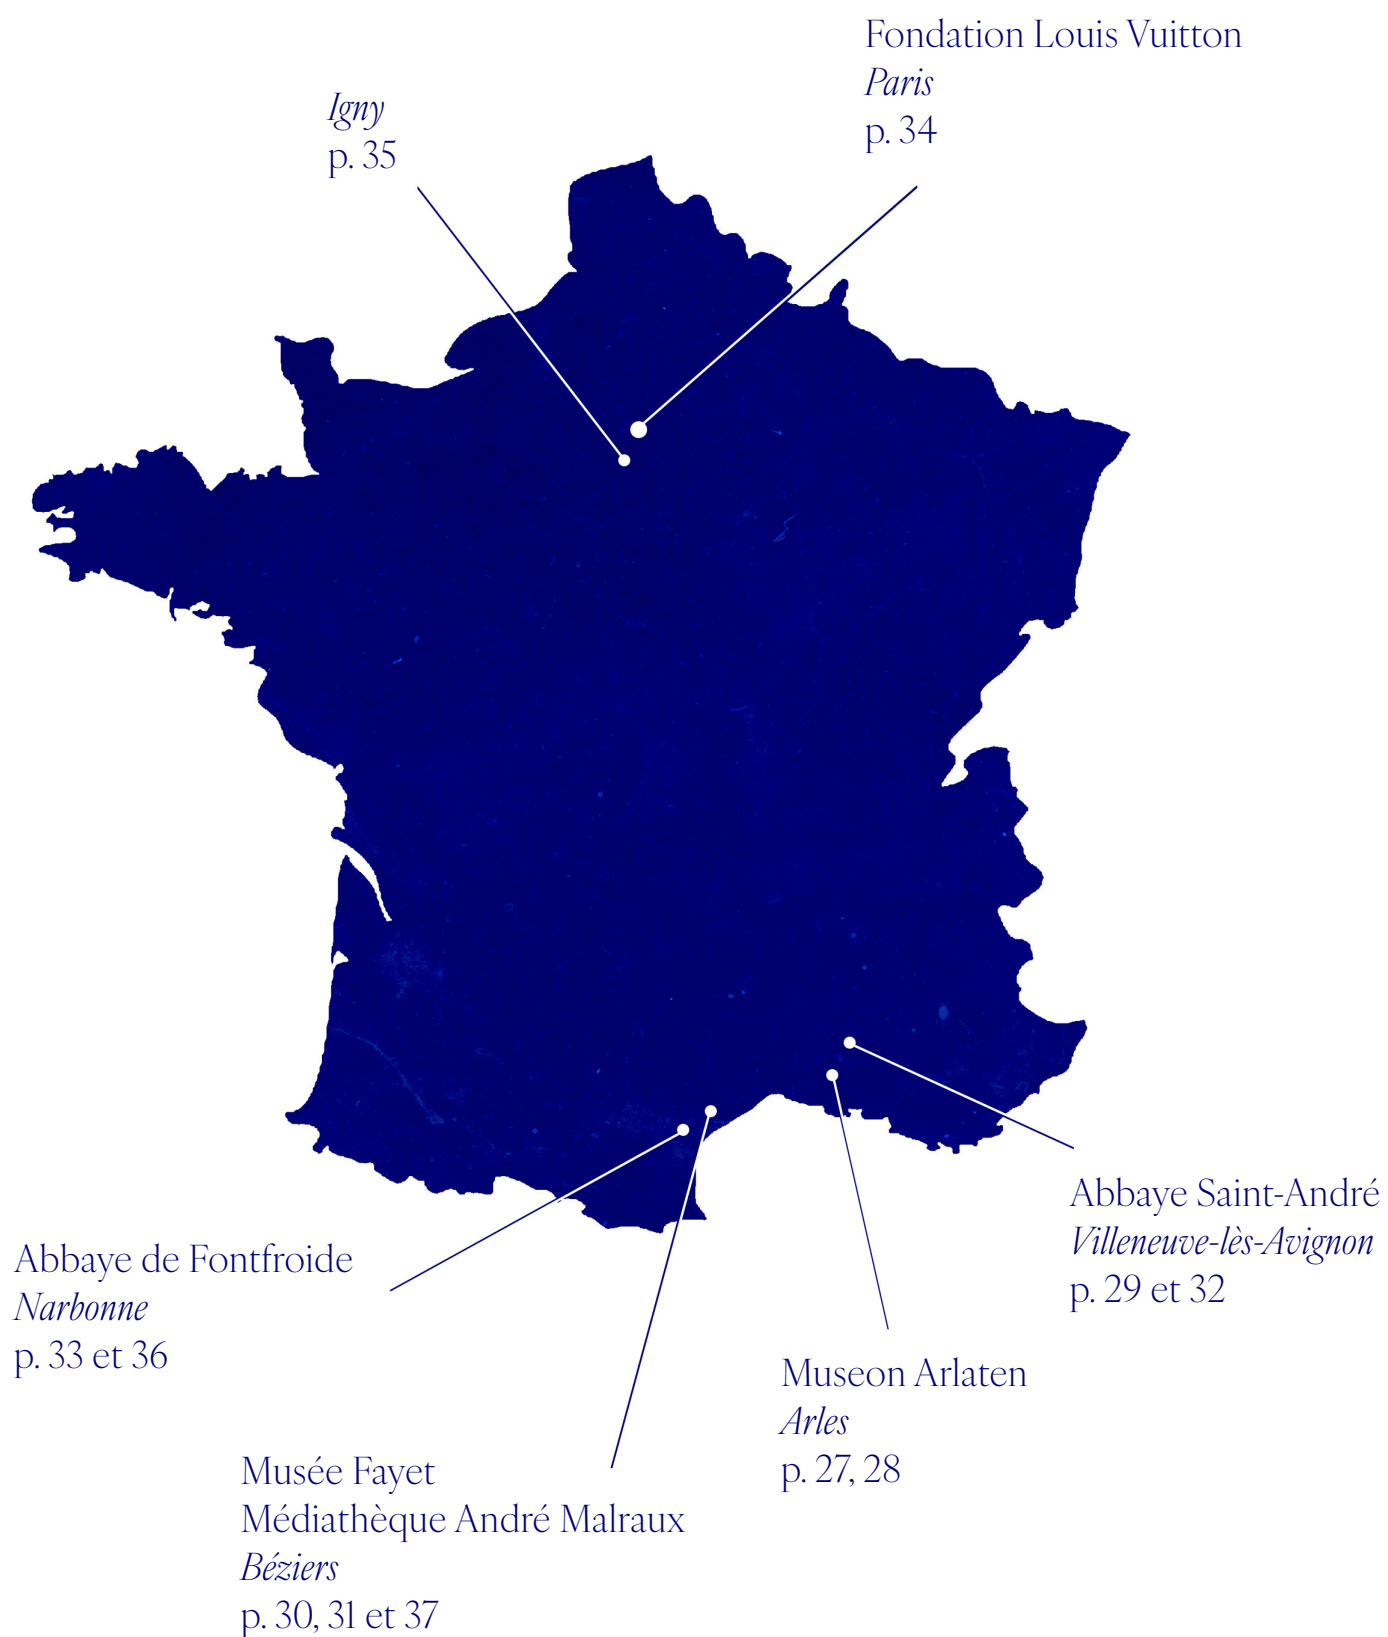 Fondation Louis Vuitton
Paris
p. 34
Igny
p. 35
Abbaye Saint-André
Villeneuve-lès-Avignon
p. 29 et 32
Abbaye de Fontfroide
Narbonne
p. 33 et 36
Museon Arlaten
Arles
p. 27, 28
Musée Fayet
Médiathèque André Malraux
Béziers
p. 30, 31 et 37